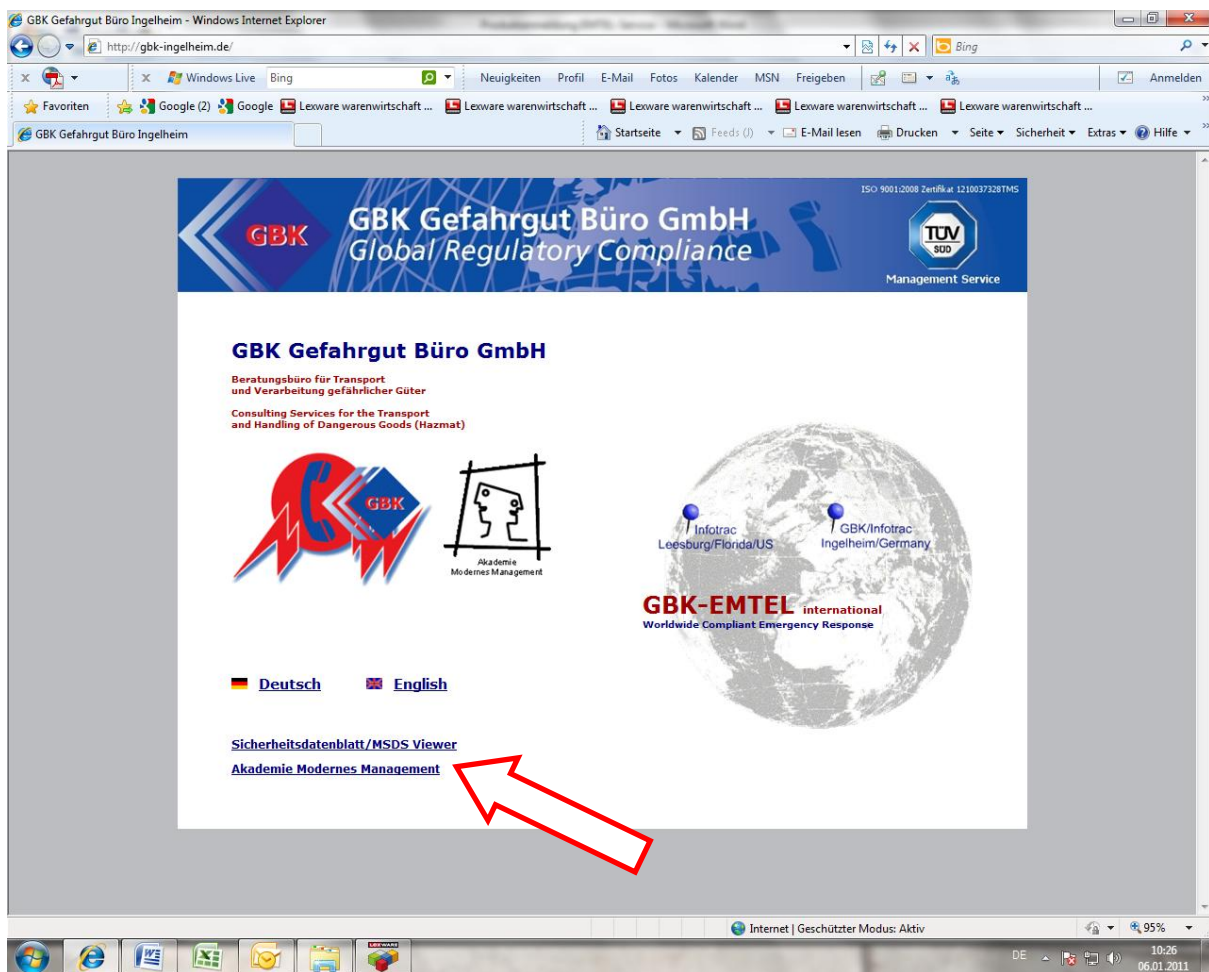 GBK Gefahrgut Büro Ingelheim - Windows Internet Explorer
http://gbk-ingelheim.de/
Bing
x x Windows Live Bing Neuigkeiten Profil E-Mail Fotos Kalender MSN Freigeben Anmelden
Favoriten Google (2) Google Lexware warenwirtschaft ... Lexware warenwirtschaft ... Lexware warenwirtschaft ... Lexware warenwirtschaft ... Lexware warenwirtschaft ...
GBK Gefahrgut Büro Ingelheim Startseite Feeds (J) E-Mail lesen Drucken Seite Sicherheit Extras Hilfe
ISO 9001:2008 Zertifikat 1210037328TMS
GBK
GBK Gefahrgut Büro GmbH
Global Regulatory Compliance
TÜV
SÜD
Management Service
GBK Gefahrgut Büro GmbH
Beratungsbüro für Transport
und Verarbeitung gefährlicher Güter
Consulting Services for the Transport
and Handling of Dangerous Goods (Hazmat)
GBK
Akademie
Modernes Management
Infotrac
Leesburg/Florida/US
GBK/Infotrac
Ingelheim/Germany
GBK-EMTEL international
Worldwide Compliant Emergency Response
Deutsch English
Sicherheitsdatenblatt/MSDS Viewer
Akademie Modernes Management
Internet | Geschützter Modus: Aktiv 95%
LEXWARE
DE 10:26
06.01.2011